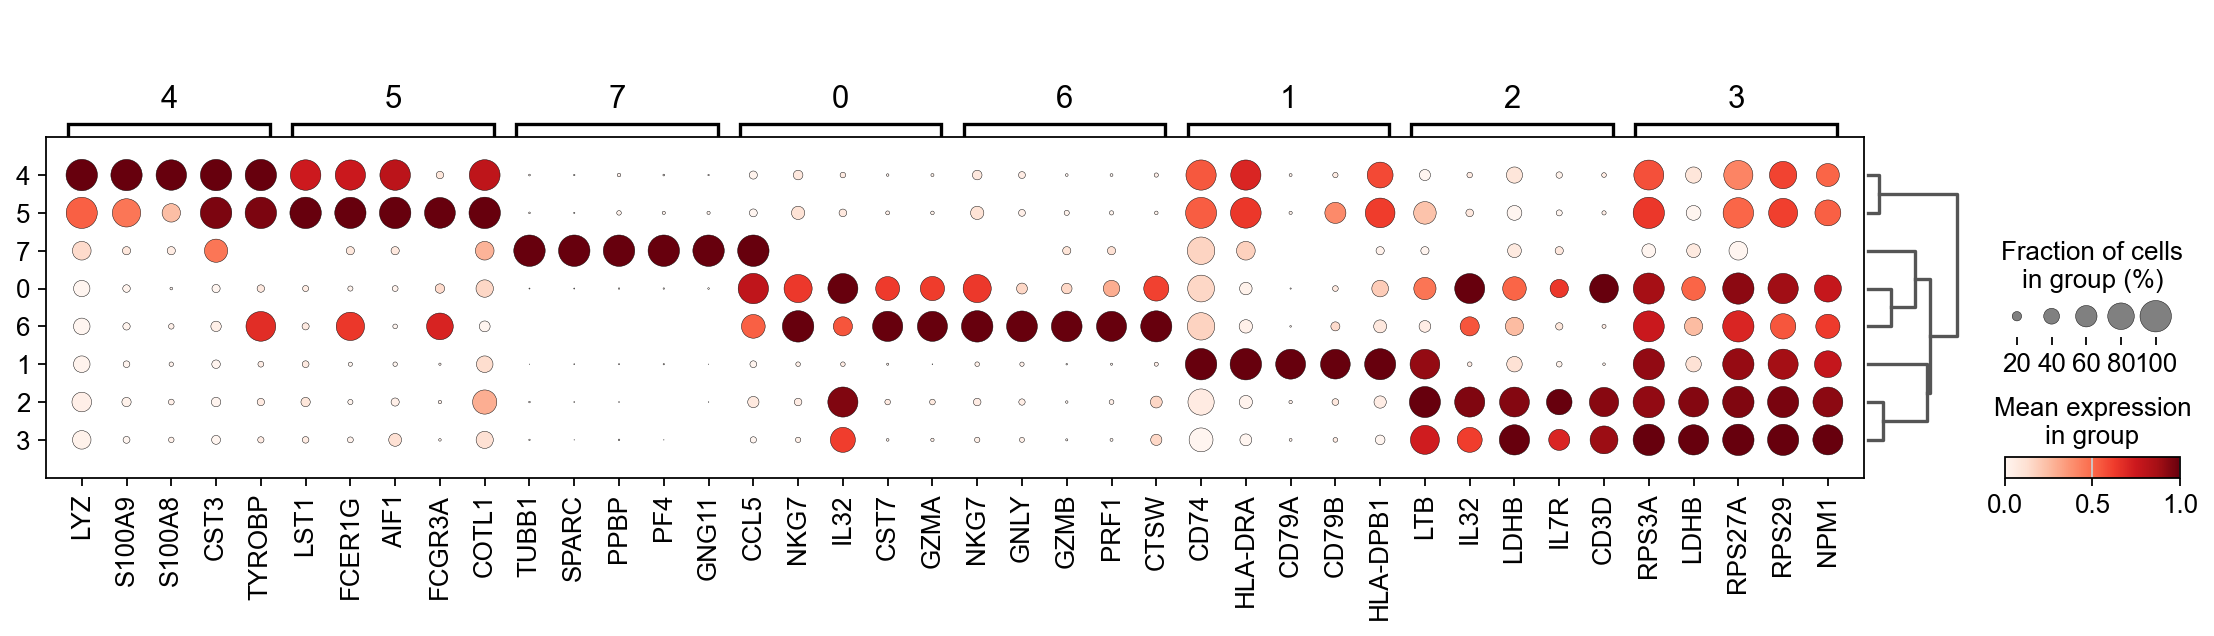 4 5 7 0 6 1 2 3
4
5
7
0
6
1
2
3
LYZ S100A9 S100A8 CST3 TYROBP LST1 FCER1G AIF1 FCGR3A COTL1 TUBB1 SPARC PPBP PF4 GNG11 CCL5 NKG7 IL32 CST7 GZMA NKG7 GNLY GZMB PRF1 CTSW CD74 HLA-DRA CD79A CD79B HLA-DPB1 LTB IL32 LDHB IL7R CD3D RPS3A LDHB RPS27A RPS29 NPM1
Fraction of cells
in group (%)
20 40 60 80 100
Mean expression
in group
0.0 0.5 1.0